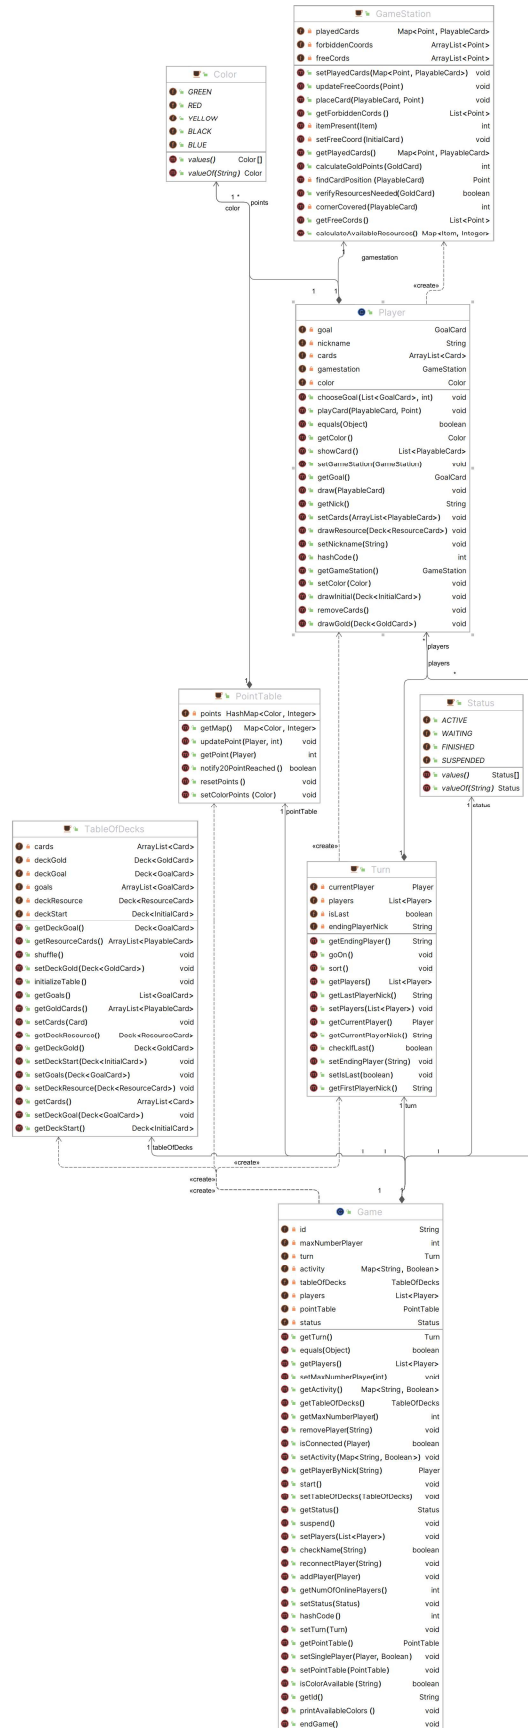 GameStation
playedCards Map<Point, PlayableCard>
forbiddenCoords ArrayList<Point>
freeCords ArrayList<Point>
setPlayedCards(Map<Point, PlayableCard>) void
updateFreeCoords(Point) void
placeCard(PlayableCard, Point) void
getForbiddenCords () List<Point>
itemPresent(Item) int
setFreeCoord(InitialCard) void
getPlayedCards() Map<Point, PlayableCard>
calculateGoldPoints(GoldCard) int
findCardPosition (PlayableCard) Point
verifyResourcesNeeded(GoldCard) boolean
cornerCovered(PlayableCard) int
getFreeCords() List<Point>
calculateAvailableResources() Map<Item, Integer>
Color
GREEN
RED
YELLOW
BLACK
BLUE
values() Color[]
valueOf(String) Color
1 *
color
points
1
gamestation
«create»
1 1
Player
goal GoalCard
nickname String
cards ArrayList<Card>
gamestation GameStation
color Color
chooseGoal(List<GoalCard>, int) void
playCard(PlayableCard, Point) void
equals(Object) boolean
getColor() Color
showCard() List<PlayableCard>
setGameStation(GameStation) void
getGoal() GoalCard
draw(PlayableCard) void
getNick() String
setCards(ArrayList<PlayableCard>) void
drawResource(Deck<ResourceCard>) void
setNickname(String) void
hashCode() int
getGameStation() GameStation
setColor(Color) void
drawInitial(Deck<InitialCard>) void
removeCards() void
drawGold(Deck<GoldCard>) void
*
players
players
*
1
PointTable
points HashMap<Color, Integer>
getMap() Map<Color, Integer>
updatePoint(Player, int) void
getPoint(Player) int
notify20PointReached() boolean
resetPoints() void
setColorPoints (Color) void
1 pointTable
Status
ACTIVE
WAITING
FINISHED
SUSPENDED
values() Status[]
valueOf(String) Status
1 status
TableOfDecks
cards ArrayList<Card>
deckGold Deck<GoldCard>
deckGoal Deck<GoalCard>
goals ArrayList<GoalCard>
deckResource Deck<ResourceCard>
deckStart Deck<InitialCard>
getDeckGoal() Deck<GoalCard>
getResourceCards() ArrayList<PlayableCard>
shuffle() void
setDeckGold(Deck<GoldCard>) void
initializeTable() void
getGoals() List<GoalCard>
getGoldCards() ArrayList<PlayableCard>
setCards(Card) void
getDeckResource() Deck<ResourceCard>
getDeckGold() Deck<GoldCard>
setDeckStart(Deck<InitialCard>) void
setGoals(Deck<GoalCard>) void
setDeckResource(Deck<ResourceCard>) void
getCards() ArrayList<Card>
setDeckGoal(Deck<GoalCard>) void
getDeckStart() Deck<InitialCard>
1 tableOfDecks
«create»
1
Turn
currentPlayer Player
players List<Player>
isLast boolean
endingPlayerNick String
getEndingPlayer() String
goOn() void
sort() void
getPlayers() List<Player>
getLastPlayerNick() String
setPlayers(List<Player>) void
getCurrentPlayer() Player
getCurrentPlayerNick() String
checkIfLast() boolean
setEndingPlayer(String) void
setIsLast(boolean) void
getFirstPlayerNick() String
1 turn
1 1 1
«create»
«create»
«create»
1 1
Game
id String
maxNumberPlayer int
turn Turn
activity Map<String, Boolean>
tableOfDecks TableOfDecks
players List<Player>
pointTable PointTable
status Status
getTurn() Turn
equals(Object) boolean
getPlayers() List<Player>
setMaxNumberPlayer(int) void
getActivity() Map<String, Boolean>
getTableOfDecks() TableOfDecks
getMaxNumberPlayer() int
removePlayer(String) void
isConnected(Player) boolean
setActivity(Map<String, Boolean>) void
getPlayerByNick(String) Player
start() void
setTableOfDecks(TableOfDecks) void
getStatus() Status
suspend() void
setPlayers(List<Player>) void
checkName(String) boolean
reconnectPlayer(String) void
addPlayer(Player) void
getNumOfOnlinePlayers() int
setStatus(Status) void
hashCode() int
setTurn(Turn) void
getPointTable() PointTable
setSinglePlayer(Player, Boolean) void
setPointTable(PointTable) void
isColorAvailable (String) boolean
getId() String
printAvailableColors () void
endGame() void